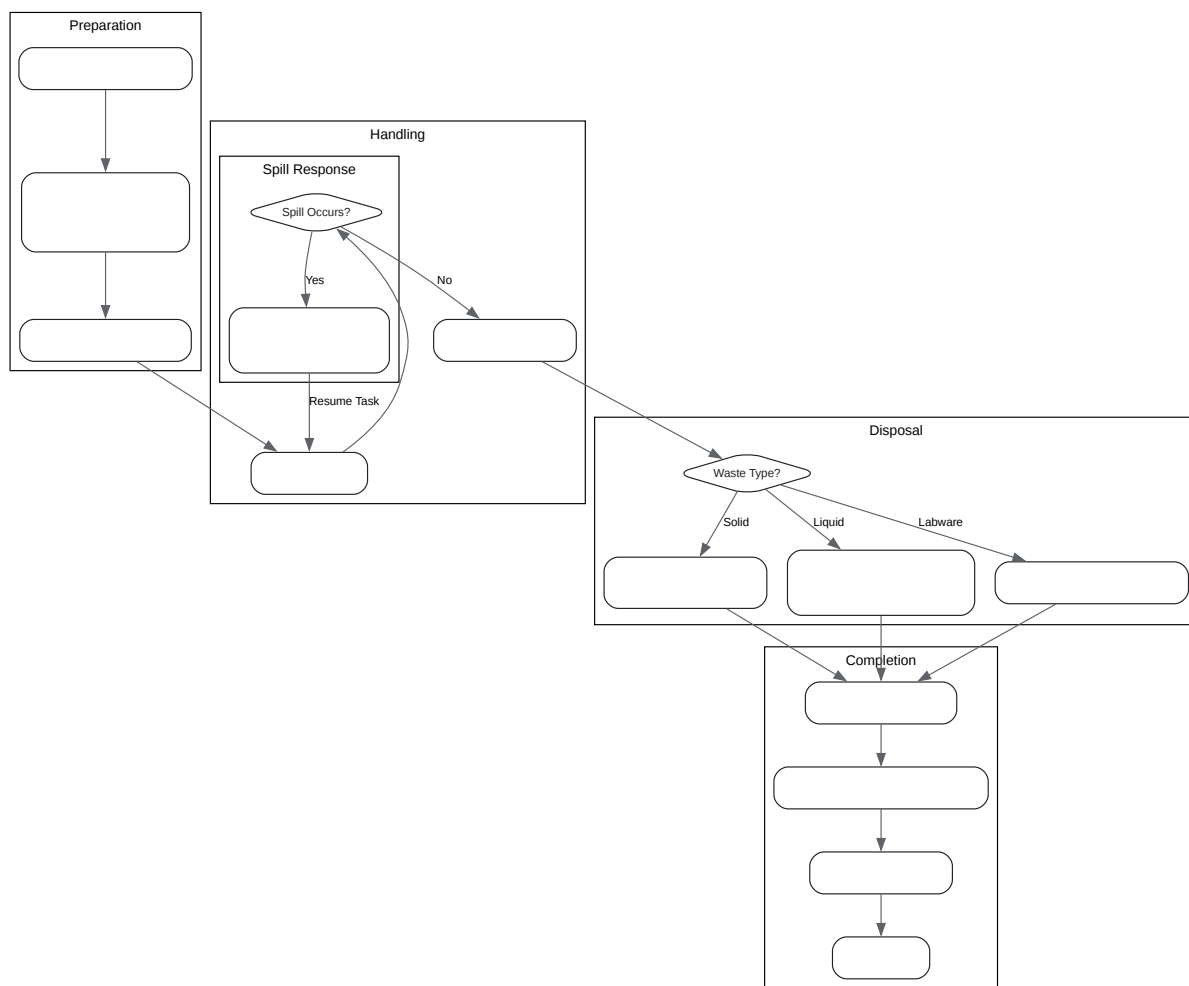 Preparation
Handling
Spill Response
Spill Occurs?
Yes
No
Resume Task
Disposal
Waste Type?
Solid
Liquid
Labware
Completion